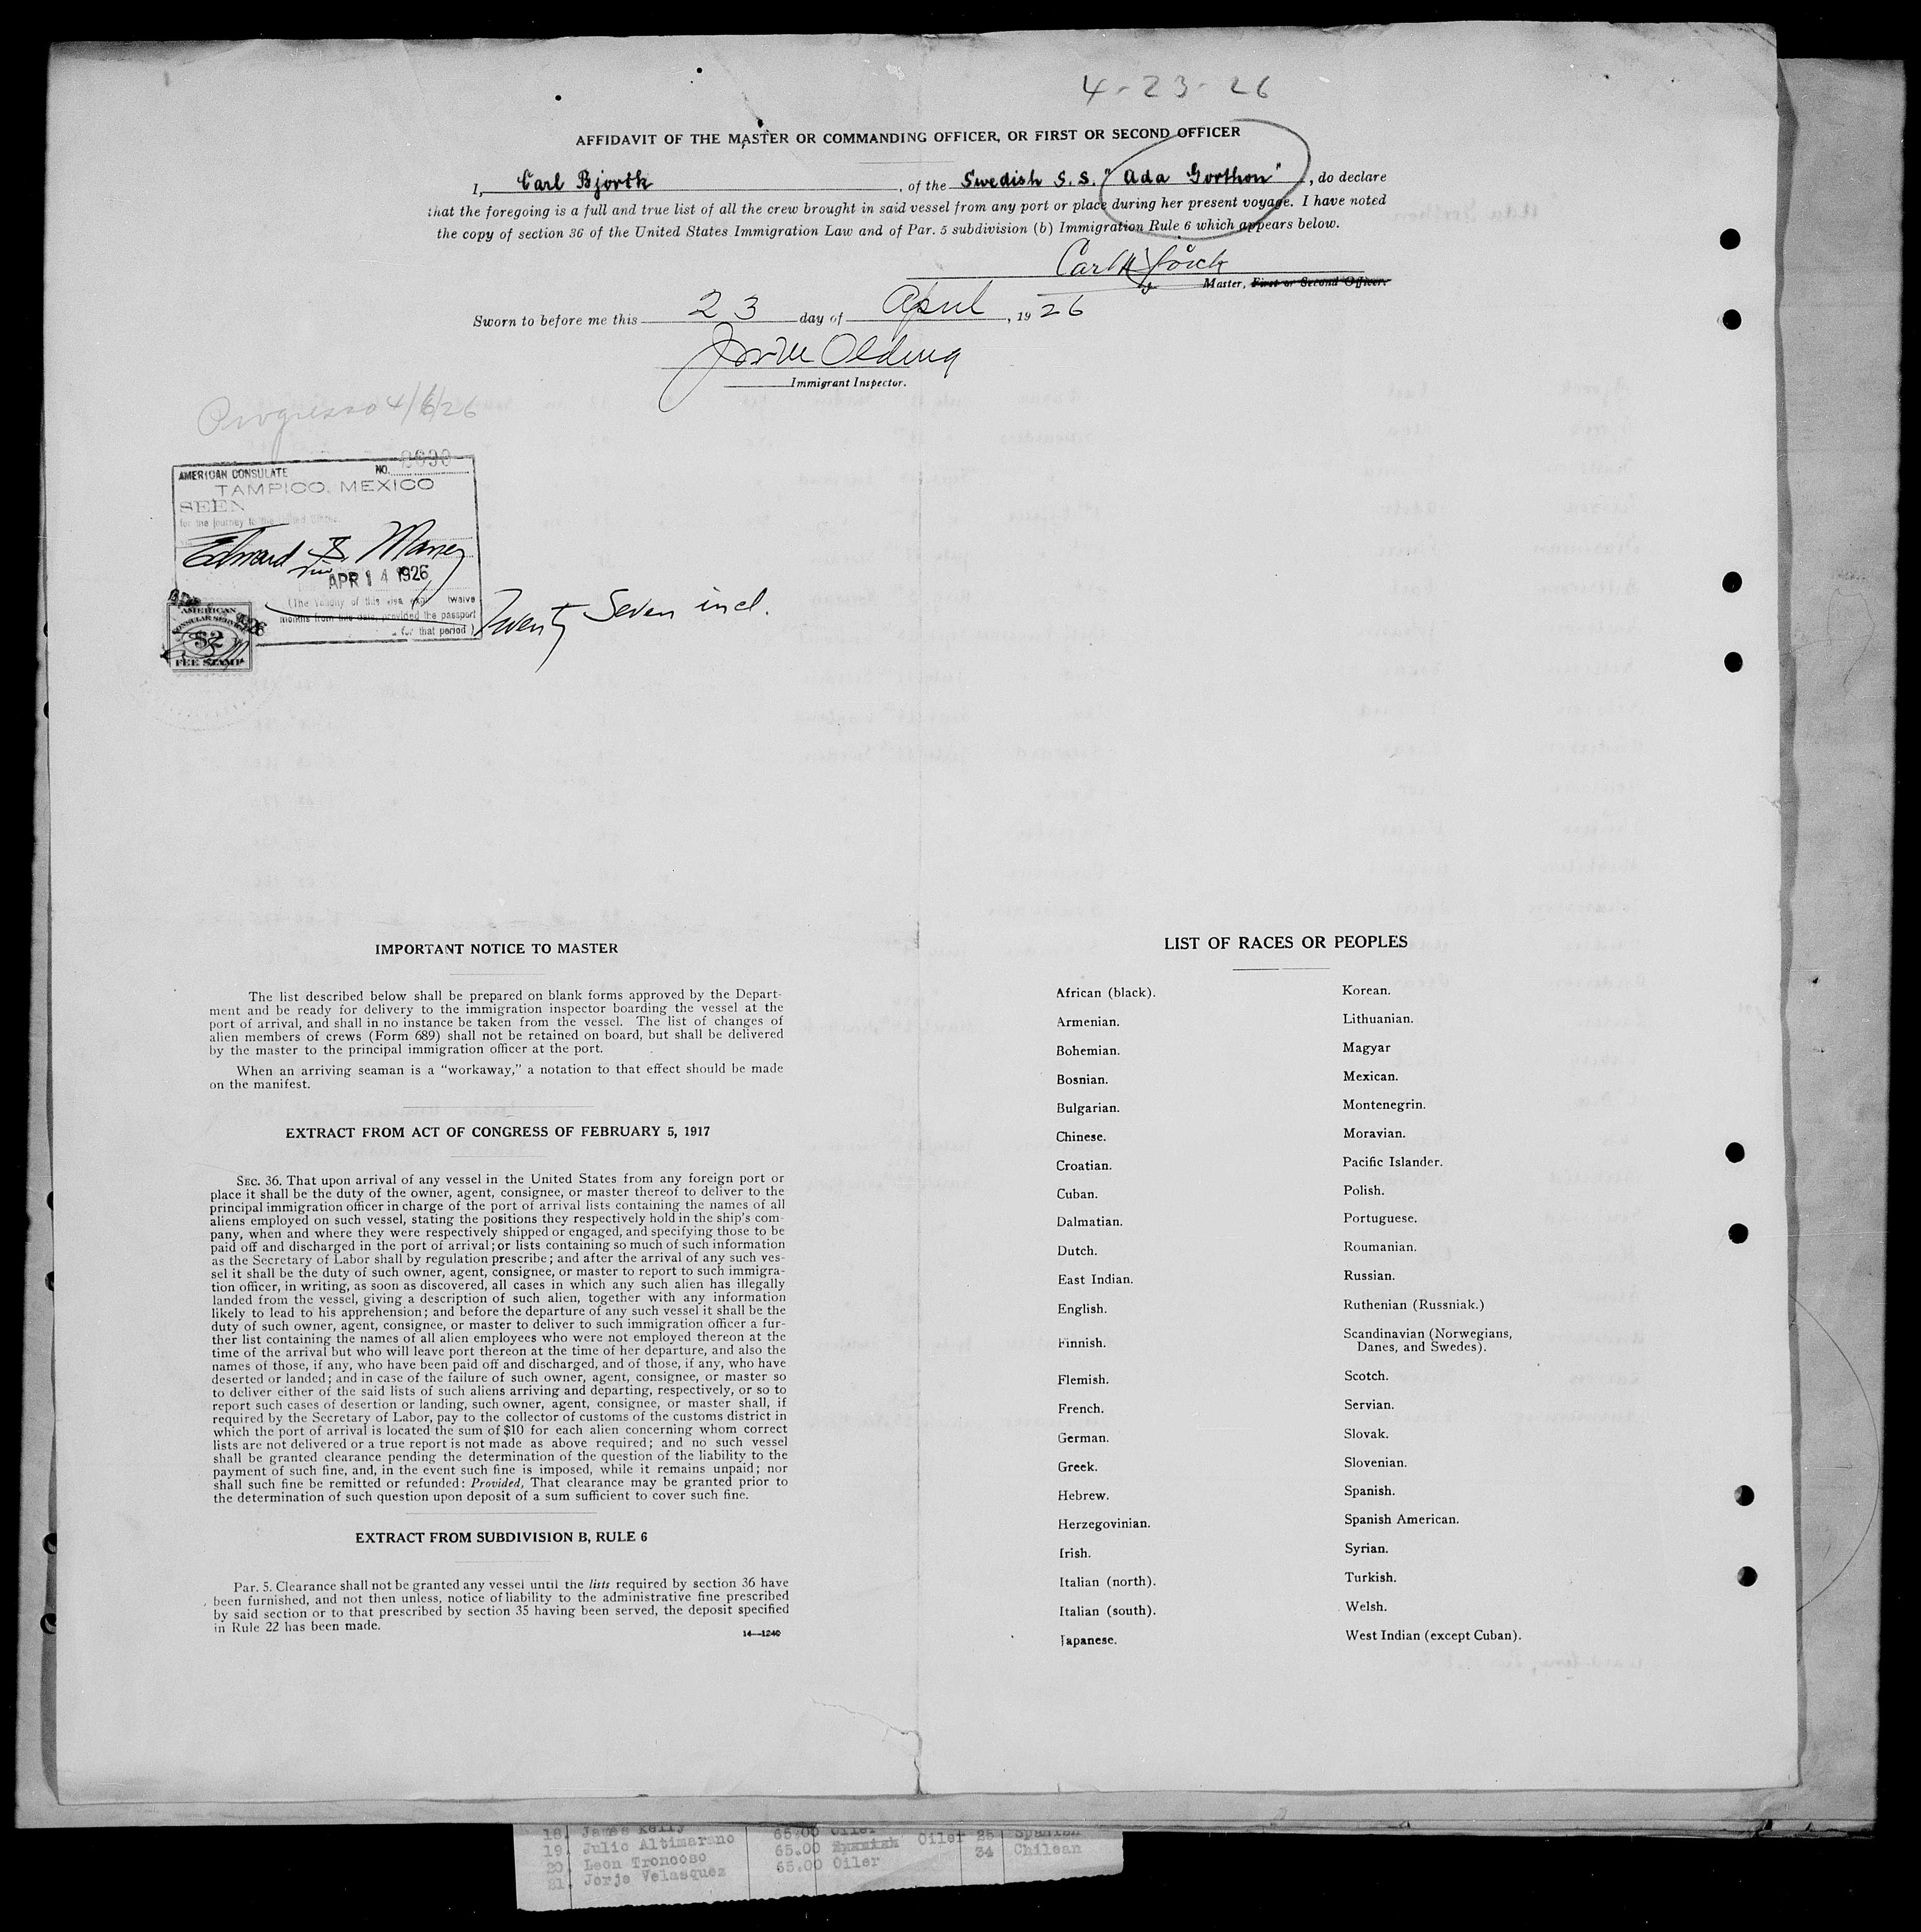 4-23-26
AFFIDAVIT OF THE MASTER OR COMMANDING OFFICER, OR FIRST OR SECOND OFFICER
I, Carl Bjorck, of the Swedish S.S. "Ada Gorthon", do declare
that the foregoing is a full and true list of all the crew brought in said vessel from any port or place during her present voyage. I have noted
the copy of section 36 of the United States Immigration Law and of Par. 5 subdivision (b) Immigration Rule 6 which appears below.
Master, First or Second Officer.
Sworn to before me this 23 day of April, 1926
Immigrant Inspector.
Progresso 4/6/26
AMERICAN CONSULATE NO.
TAMPICO, MEXICO
SEEN
for the journey to the United States
Edward S. Maney
APR 14 1926
(The validity of this visa twelve
months from this date, provided the passport
for that period)
Twenty Seven incl.
AMERICAN
CONSULAR SERVICE
$2
FEE STAMP
IMPORTANT NOTICE TO MASTER
The list described below shall be prepared on blank forms approved by the Depart-
ment and be ready for delivery to the immigration inspector boarding the vessel at the
port of arrival, and shall in no instance be taken from the vessel. The list of changes of
alien members of crews (Form 689) shall not be retained on board, but shall be delivered
by the master to the principal immigration officer at the port.
When an arriving seaman is a "workaway," a notation to that effect should be made
on the manifest.
EXTRACT FROM ACT OF CONGRESS OF FEBRUARY 5, 1917
SEC. 36. That upon arrival of any vessel in the United States from any foreign port or
place it shall be the duty of the owner, agent, consignee, or master thereof to deliver to the
principal immigration officer in charge of the port of arrival lists containing the names of all
aliens employed on such vessel, stating the positions they respectively hold in the ship's com-
pany, when and where they were respectively shipped or engaged, and specifying those to be
paid off and discharged in the port of arrival; or lists containing so much of such information
as the Secretary of Labor shall by regulation prescribe; and after the arrival of any such ves-
sel it shall be the duty of such owner, agent, consignee, or master to report to such immigra-
tion officer, in writing, as soon as discovered, all cases in which any such alien has illegally
landed from the vessel, giving a description of such alien, together with any information
likely to lead to his apprehension; and before the departure of any such vessel it shall be the
duty of such owner, agent, consignee, or master to deliver to such immigration officer a fur-
ther list containing the names of all alien employees who were not employed thereon at the
time of the arrival but who will leave port thereon at the time of her departure, and also the
names of those, if any, who have been paid off and discharged, and of those, if any, who have
deserted or landed; and in case of the failure of such owner, agent, consignee, or master so
to deliver either of the said lists of such aliens arriving and departing, respectively, or so to
report such cases of desertion or landing, such owner, agent, consignee, or master shall, if
required by the Secretary of Labor, pay to the collector of customs of the customs district in
which the port of arrival is located the sum of $10 for each alien concerning whom correct
lists are not delivered or a true report is not made as above required; and no such vessel
shall be granted clearance pending the determination of the question of the liability to the
payment of such fine, and, in the event such fine is imposed, while it remains unpaid; nor
shall such fine be remitted or refunded: Provided, That clearance may be granted prior to
the determination of such question upon deposit of a sum sufficient to cover such fine.
EXTRACT FROM SUBDIVISION B, RULE 6
Par. 5. Clearance shall not be granted any vessel until the lists required by section 36 have
been furnished, and not then unless, notice of liability to the administrative fine prescribed
by said section or to that prescribed by section 35 having been served, the deposit specified
in Rule 22 has been made.
14—1240
LIST OF RACES OR PEOPLES
African (black).
Armenian.
Bohemian.
Bosnian.
Bulgarian.
Chinese.
Croatian.
Cuban.
Dalmatian.
Dutch.
East Indian.
English.
Finnish.
Flemish.
French.
German.
Greek.
Hebrew.
Herzegovinian.
Irish.
Italian (north).
Italian (south).
Japanese.
Korean.
Lithuanian.
Magyar
Mexican.
Montenegrin.
Moravian.
Pacific Islander.
Polish.
Portuguese.
Roumanian.
Russian.
Ruthenian (Russniak.)
Scandinavian (Norwegians,
Danes, and Swedes).
Scotch.
Servian.
Slovak.
Slovenian.
Spanish.
Spanish American.
Syrian.
Turkish.
Welsh.
West Indian (except Cuban).
18. James Kelly 65.00 Oiler
19. Julio Altimarano 65.00 Spanish Oiler 25 Spanish
20. Leon Troncoso 65.00 Oiler 34 Chilean
21. Jorje Velasquez